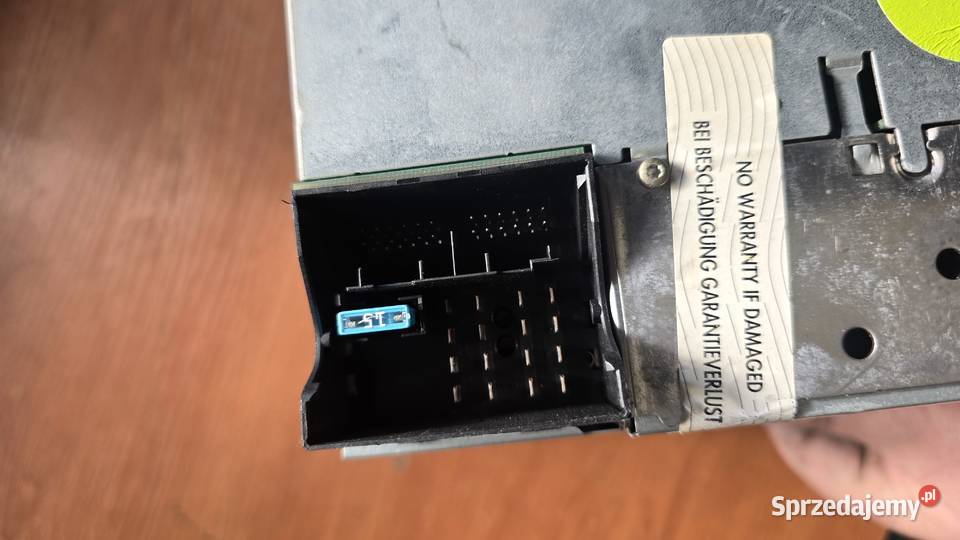 NO WARRANTY IF DAMAGED –
BEI BESCHÄDIGUNG GARANTIEVERLUST
15
Sprzedajemy.pl